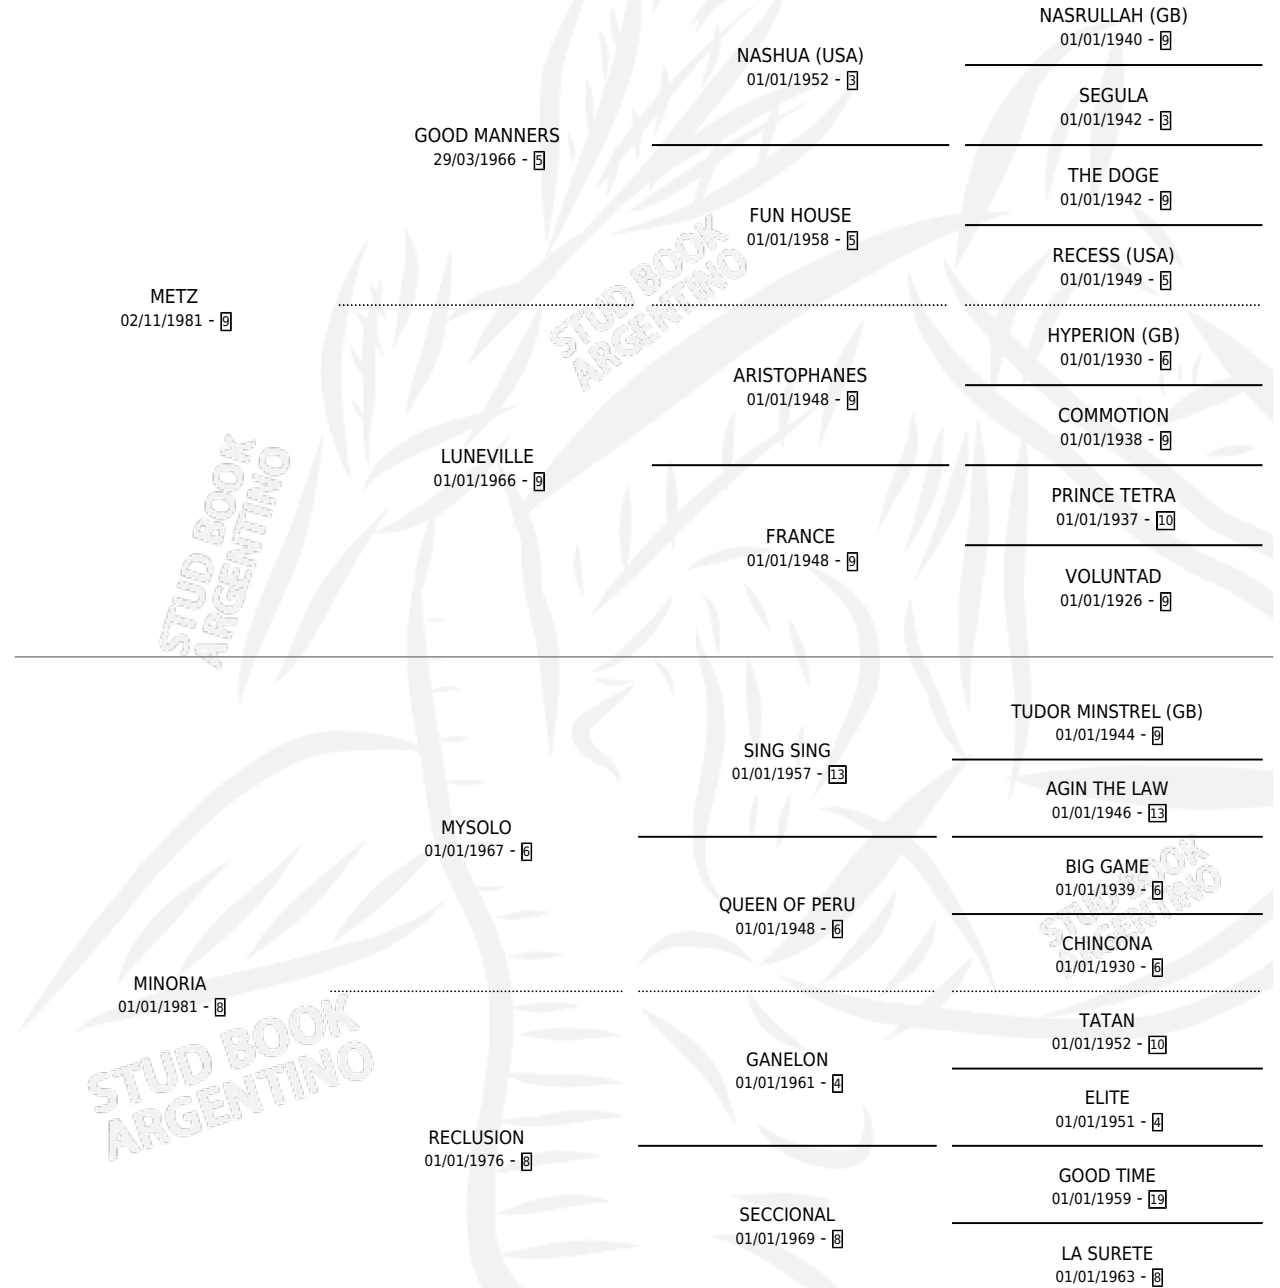 NASRULLAH (GB)
01/01/1940 - 9
NASHUA (USA)
01/01/1952 - 3
SEGULA
01/01/1942 - 3
GOOD MANNERS
29/03/1966 - 5
THE DOGE
01/01/1942 - 9
FUN HOUSE
01/01/1958 - 5
RECESS (USA)
01/01/1949 - 5
METZ
02/11/1981 - 9
STUD BOOK
ARGENTINO
HYPERION (GB)
01/01/1930 - 6
ARISTOPHANES
01/01/1948 - 9
COMMOTION
01/01/1938 - 9
LUNEVILLE
01/01/1966 - 9
PRINCE TETRA
01/01/1937 - 10
FRANCE
01/01/1948 - 9
VOLUNTAD
01/01/1926 - 9
STUD BOOK
ARGENTINO
TUDOR MINSTREL (GB)
01/01/1944 - 9
SING SING
01/01/1957 - 13
AGIN THE LAW
01/01/1946 - 13
MYSOLO
01/01/1967 - 6
BIG GAME
01/01/1939 - 6
QUEEN OF PERU
01/01/1948 - 6
CHINCONA
01/01/1930 - 6
STUD BOOK
ARGENTINO
MINORIA
01/01/1981 - 8
TATAN
01/01/1952 - 10
GANELON
01/01/1961 - 4
ELITE
01/01/1951 - 4
STUD BOOK
ARGENTINO
RECLUSION
01/01/1976 - 8
GOOD TIME
01/01/1959 - 19
SECCIONAL
01/01/1969 - 8
LA SURETE
01/01/1963 - 8